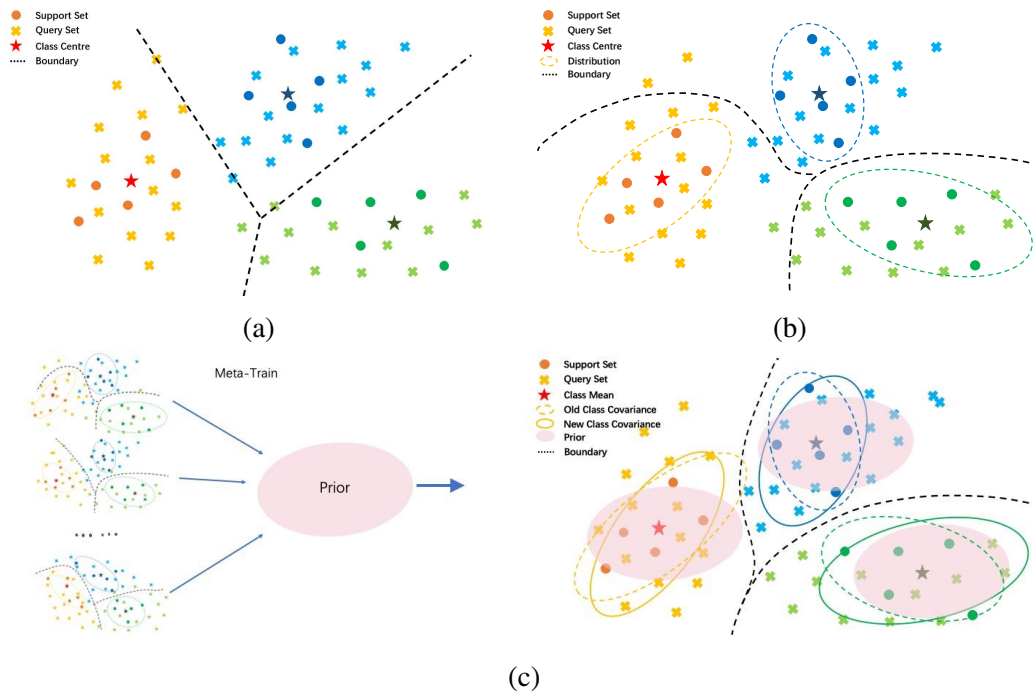 Support Set
Query Set
Class Centre
Boundary
(a)
Support Set
Query Set
Class Centre
Distribution
Boundary
(b)
Meta-Train
Prior
Support Set
Query Set
Class Mean
Old Class Covariance
New Class Covariance
Prior
Boundary
(c)